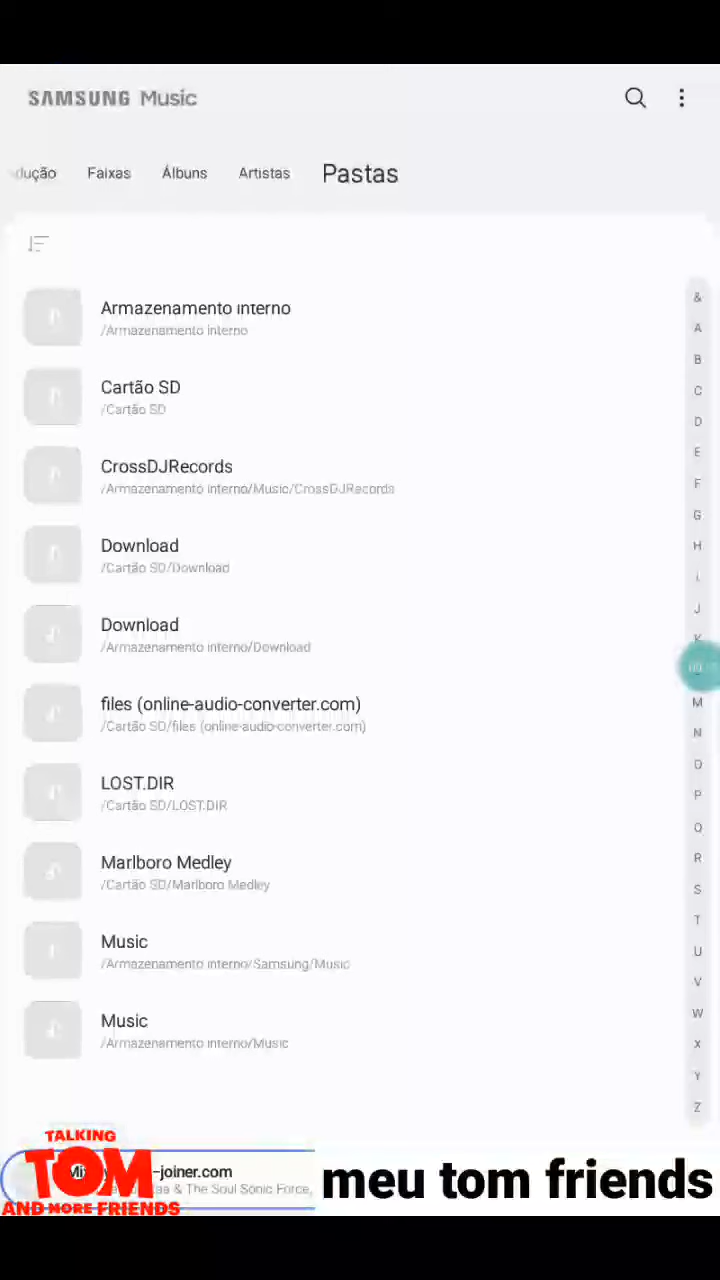 SAMSUNG Music
dução Faixas Álbuns Artistas Pastas
Armazenamento interno
/Armazenamento interno
Cartão SD
/Cartão SD
CrossDJRecords
/Armazenamento interno/Music/CrossDJRecords
Download
/Cartão SD/Download
Download
/Armazenamento interno/Download
files (online-audio-converter.com)
/Cartão SD/files (online-audio-converter.com)
LOST.DIR
/Cartão SD/LOST.DIR
Marlboro Medley
/Cartão SD/Marlboro Medley
Music
/Armazenamento interno/Samsung/Music
Music
/Armazenamento interno/Music
&
A
B
C
D
E
F
G
H
I
J
K
M
N
O
P
Q
R
S
T
U
V
W
X
Y
Z
TALKING
TOM
AND MORE FRIENDS
-joiner.com
& The Soul Sonic Force,
meu tom friends